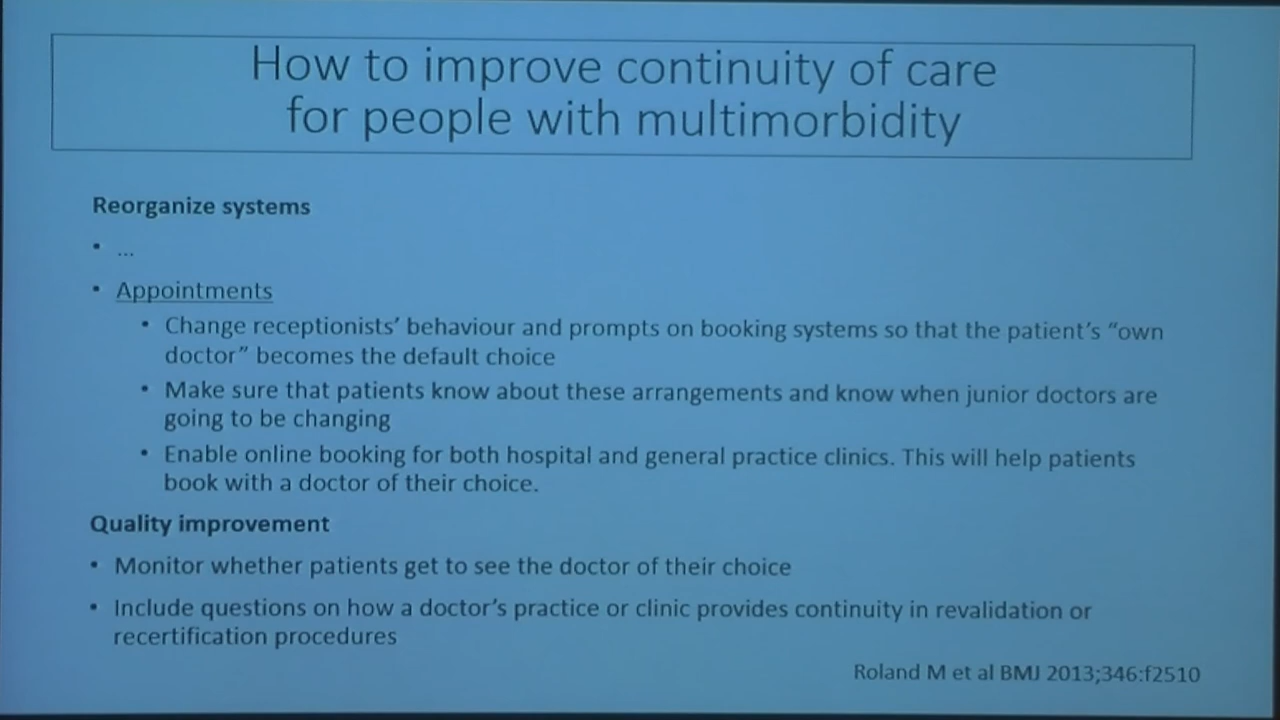 How to improve continuity of care
for people with multimorbidity
Reorganize systems
• ...
• Appointments
• Change receptionists’ behaviour and prompts on booking systems so that the patient’s “own
doctor” becomes the default choice
• Make sure that patients know about these arrangements and know when junior doctors are
going to be changing
• Enable online booking for both hospital and general practice clinics. This will help patients
book with a doctor of their choice.
Quality improvement
• Monitor whether patients get to see the doctor of their choice
• Include questions on how a doctor’s practice or clinic provides continuity in revalidation or
recertification procedures
Roland M et al BMJ 2013;346:f2510